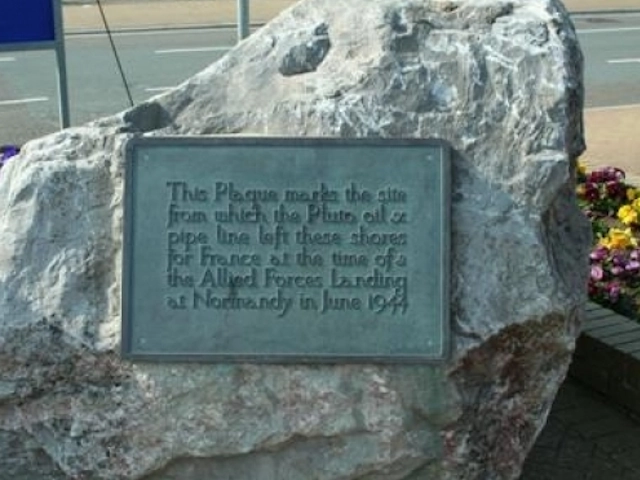 This Plaque marks the site
from which the Pluto oil &
pipe line left these shores
for France at the time of a
the Allied Forces Landing
at Normandy in June 1944